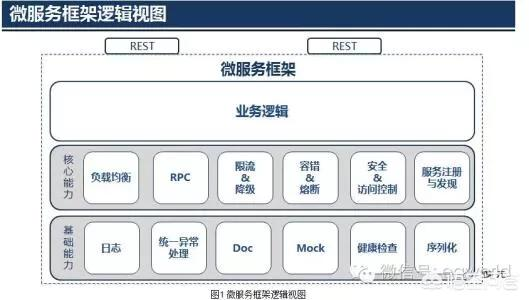 微服务框架逻辑视图
REST
REST
微服务框架
业务逻辑
核心能力
负载均衡
RPC
限流
&
降级
容错
&
熔断
安全
&
访问控制
服务注册
与发现
基础能力
日志
统一异常
处理
Doc
Mock
健康检查
序列化
图1 微服务框架逻辑视图